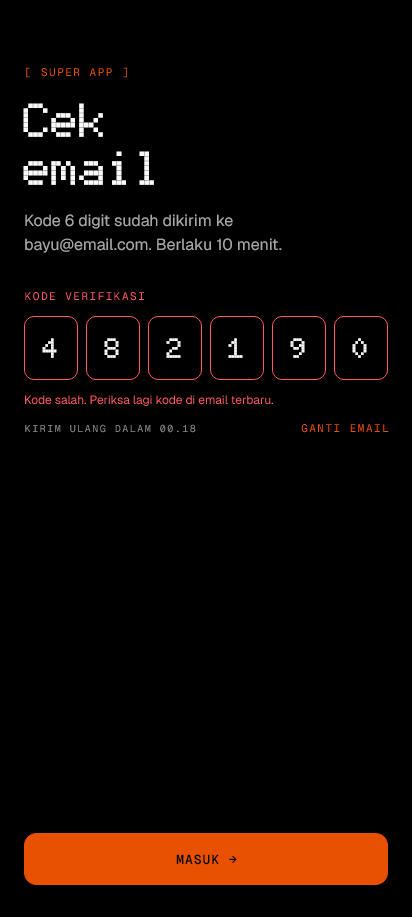 [ SUPER APP ]
Cek
email
Kode 6 digit sudah dikirim ke
bayu@email.com. Berlaku 10 menit.
KODE VERIFIKASI
4 8 2 1 9 0
Kode salah. Periksa lagi kode di email terbaru.
KIRIM ULANG DALAM 00.18 GANTI EMAIL
MASUK →